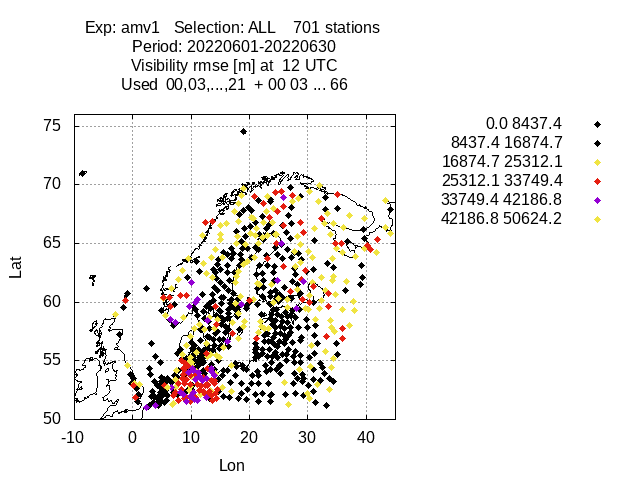 Exp: amv1 Selection: ALL 701 stations
Period: 20220601-20220630
Visibility rmse [m] at 12 UTC
Used 00,03,...,21 + 00 03 ... 66
0.0 8437.4
8437.4 16874.7
16874.7 25312.1
25312.1 33749.4
33749.4 42186.8
42186.8 50624.2
75
70
65
60
55
50
Lat
-10 0 10 20 30 40
Lon